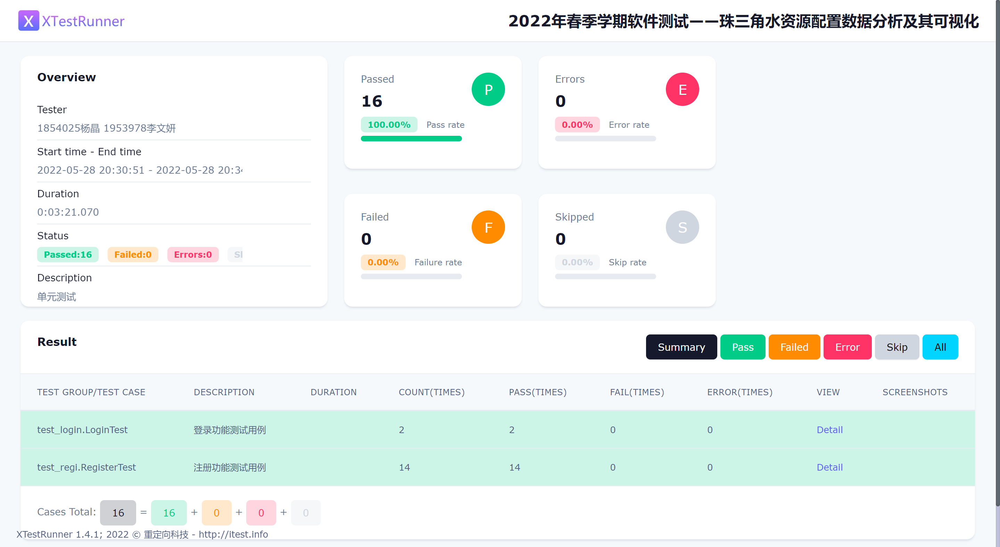 X XTestRunner
2022年春季学期软件测试——珠三角水资源配置数据分析及其可视化
Overview
Tester
1854025杨晶 1953978李文妍
Start time - End time
2022-05-28 20:30:51 - 2022-05-28 20:34
Duration
0:03:21.070
Status
Passed:16 Failed:0 Errors:0
Description
单元测试
Passed
P
16
100.00% Pass rate
Errors
E
0
0.00% Error rate
Failed
F
0
0.00% Failure rate
Skipped
S
0
0.00% Skip rate
Result
Summary Pass Failed Error Skip All
TEST GROUP/TEST CASE DESCRIPTION DURATION COUNT(TIMES) PASS(TIMES) FAIL(TIMES) ERROR(TIMES) VIEW SCREENSHOTS
test_login.LoginTest 登录功能测试用例 2 2 0 0 Detail
test_regi.RegisterTest 注册功能测试用例 14 14 0 0 Detail
Cases Total: 16 = 16 + 0 + 0 + 0
XTestRunner 1.4.1; 2022 © 重定向科技 - http://itest.info